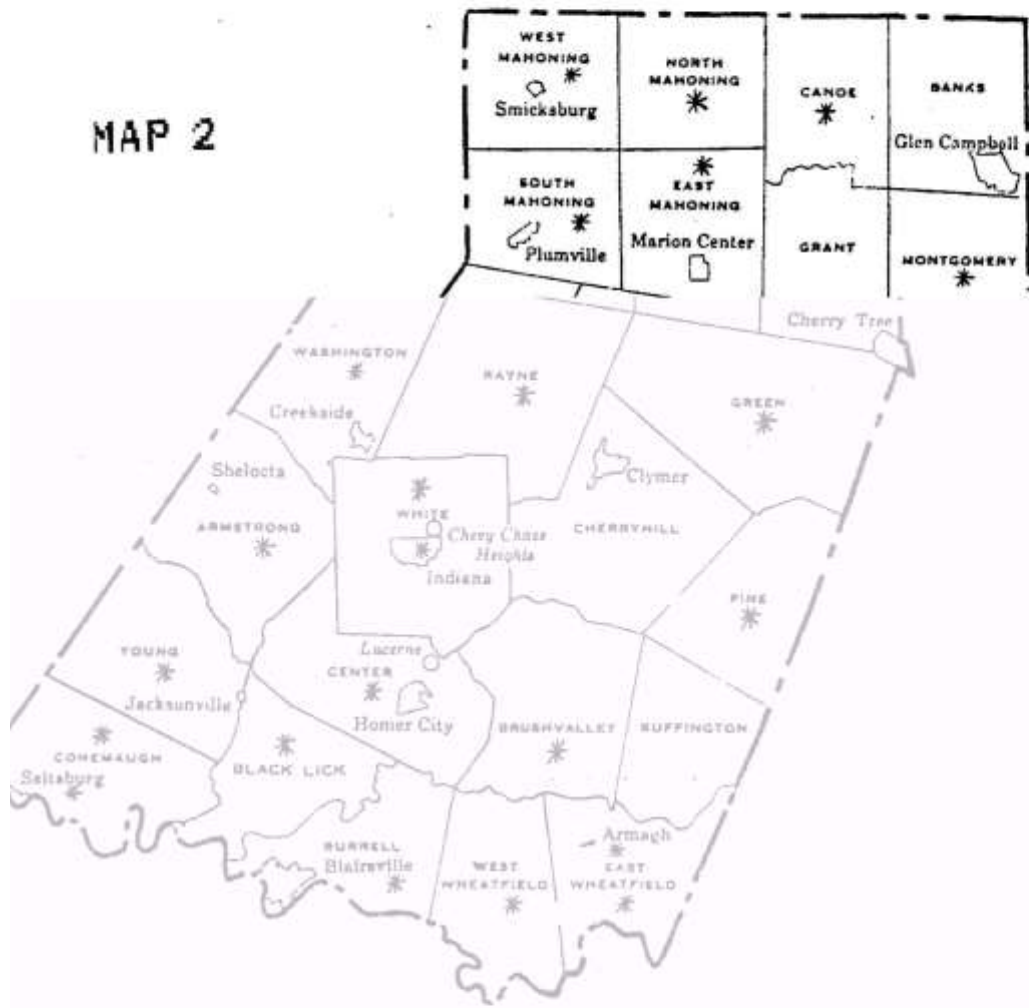 MAP 2
WEST
MAHONING
Smicksburg
NORTH
MAHONING
CANOE
BANKS
Glen Campbell
SOUTH
MAHONING
Plumville
EAST
MAHONING
Marion Center
GRANT
MONTGOMERY
Cherry Tree
WASHINGTON
RAYNE
GREEN
Creekside
Shelocta
Clymer
ARMSTRONG
WHITE
Chevy Chase
Heights
Indiana
CHERRYHILL
PINE
YOUNG
Jacksonville
Lucerne
CENTER
Homer City
BRUSHVALLEY
BUFFINGTON
CONEMAUGH
Saltsburg
BLACK LICK
BURRELL
Blairsville
Armagh
WEST
WHEATFIELD
EAST
WHEATFIELD